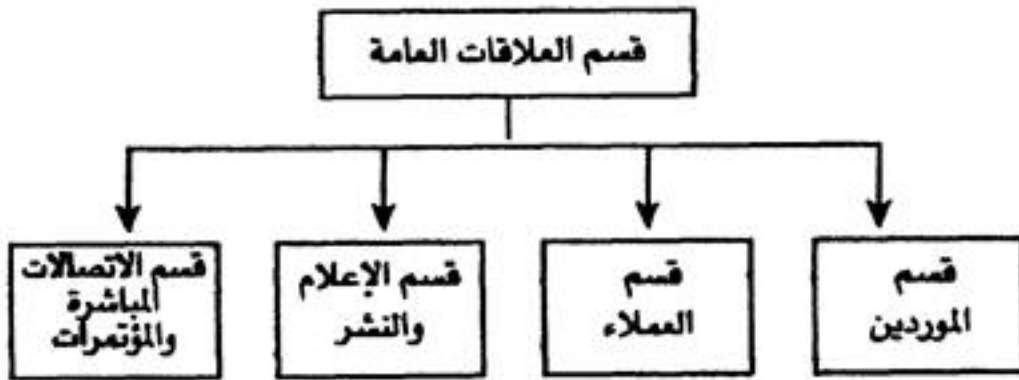 قسم العلاقات العامة
قسم
الموردين
قسم
العملاء
قسم الإعلام
والنشر
قسم الاتصالات
المباشرة
والمؤتمرات